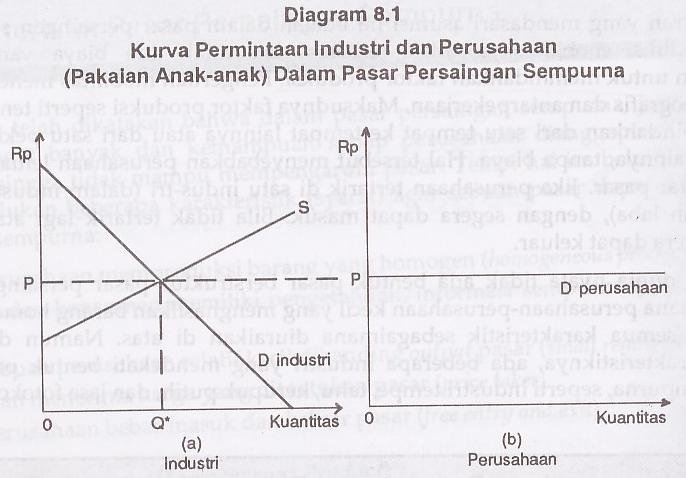 Diagram 8.1
Kurva Permintaan Industri dan Perusahaan
(Pakaian Anak-anak) Dalam Pasar Persaingan Sempurna
Rp
S
P
D industri
0
Q*
Kuantitas
(a)
Industri
Rp
P
D perusahaan
0
Kuantitas
(b)
Perusahaan